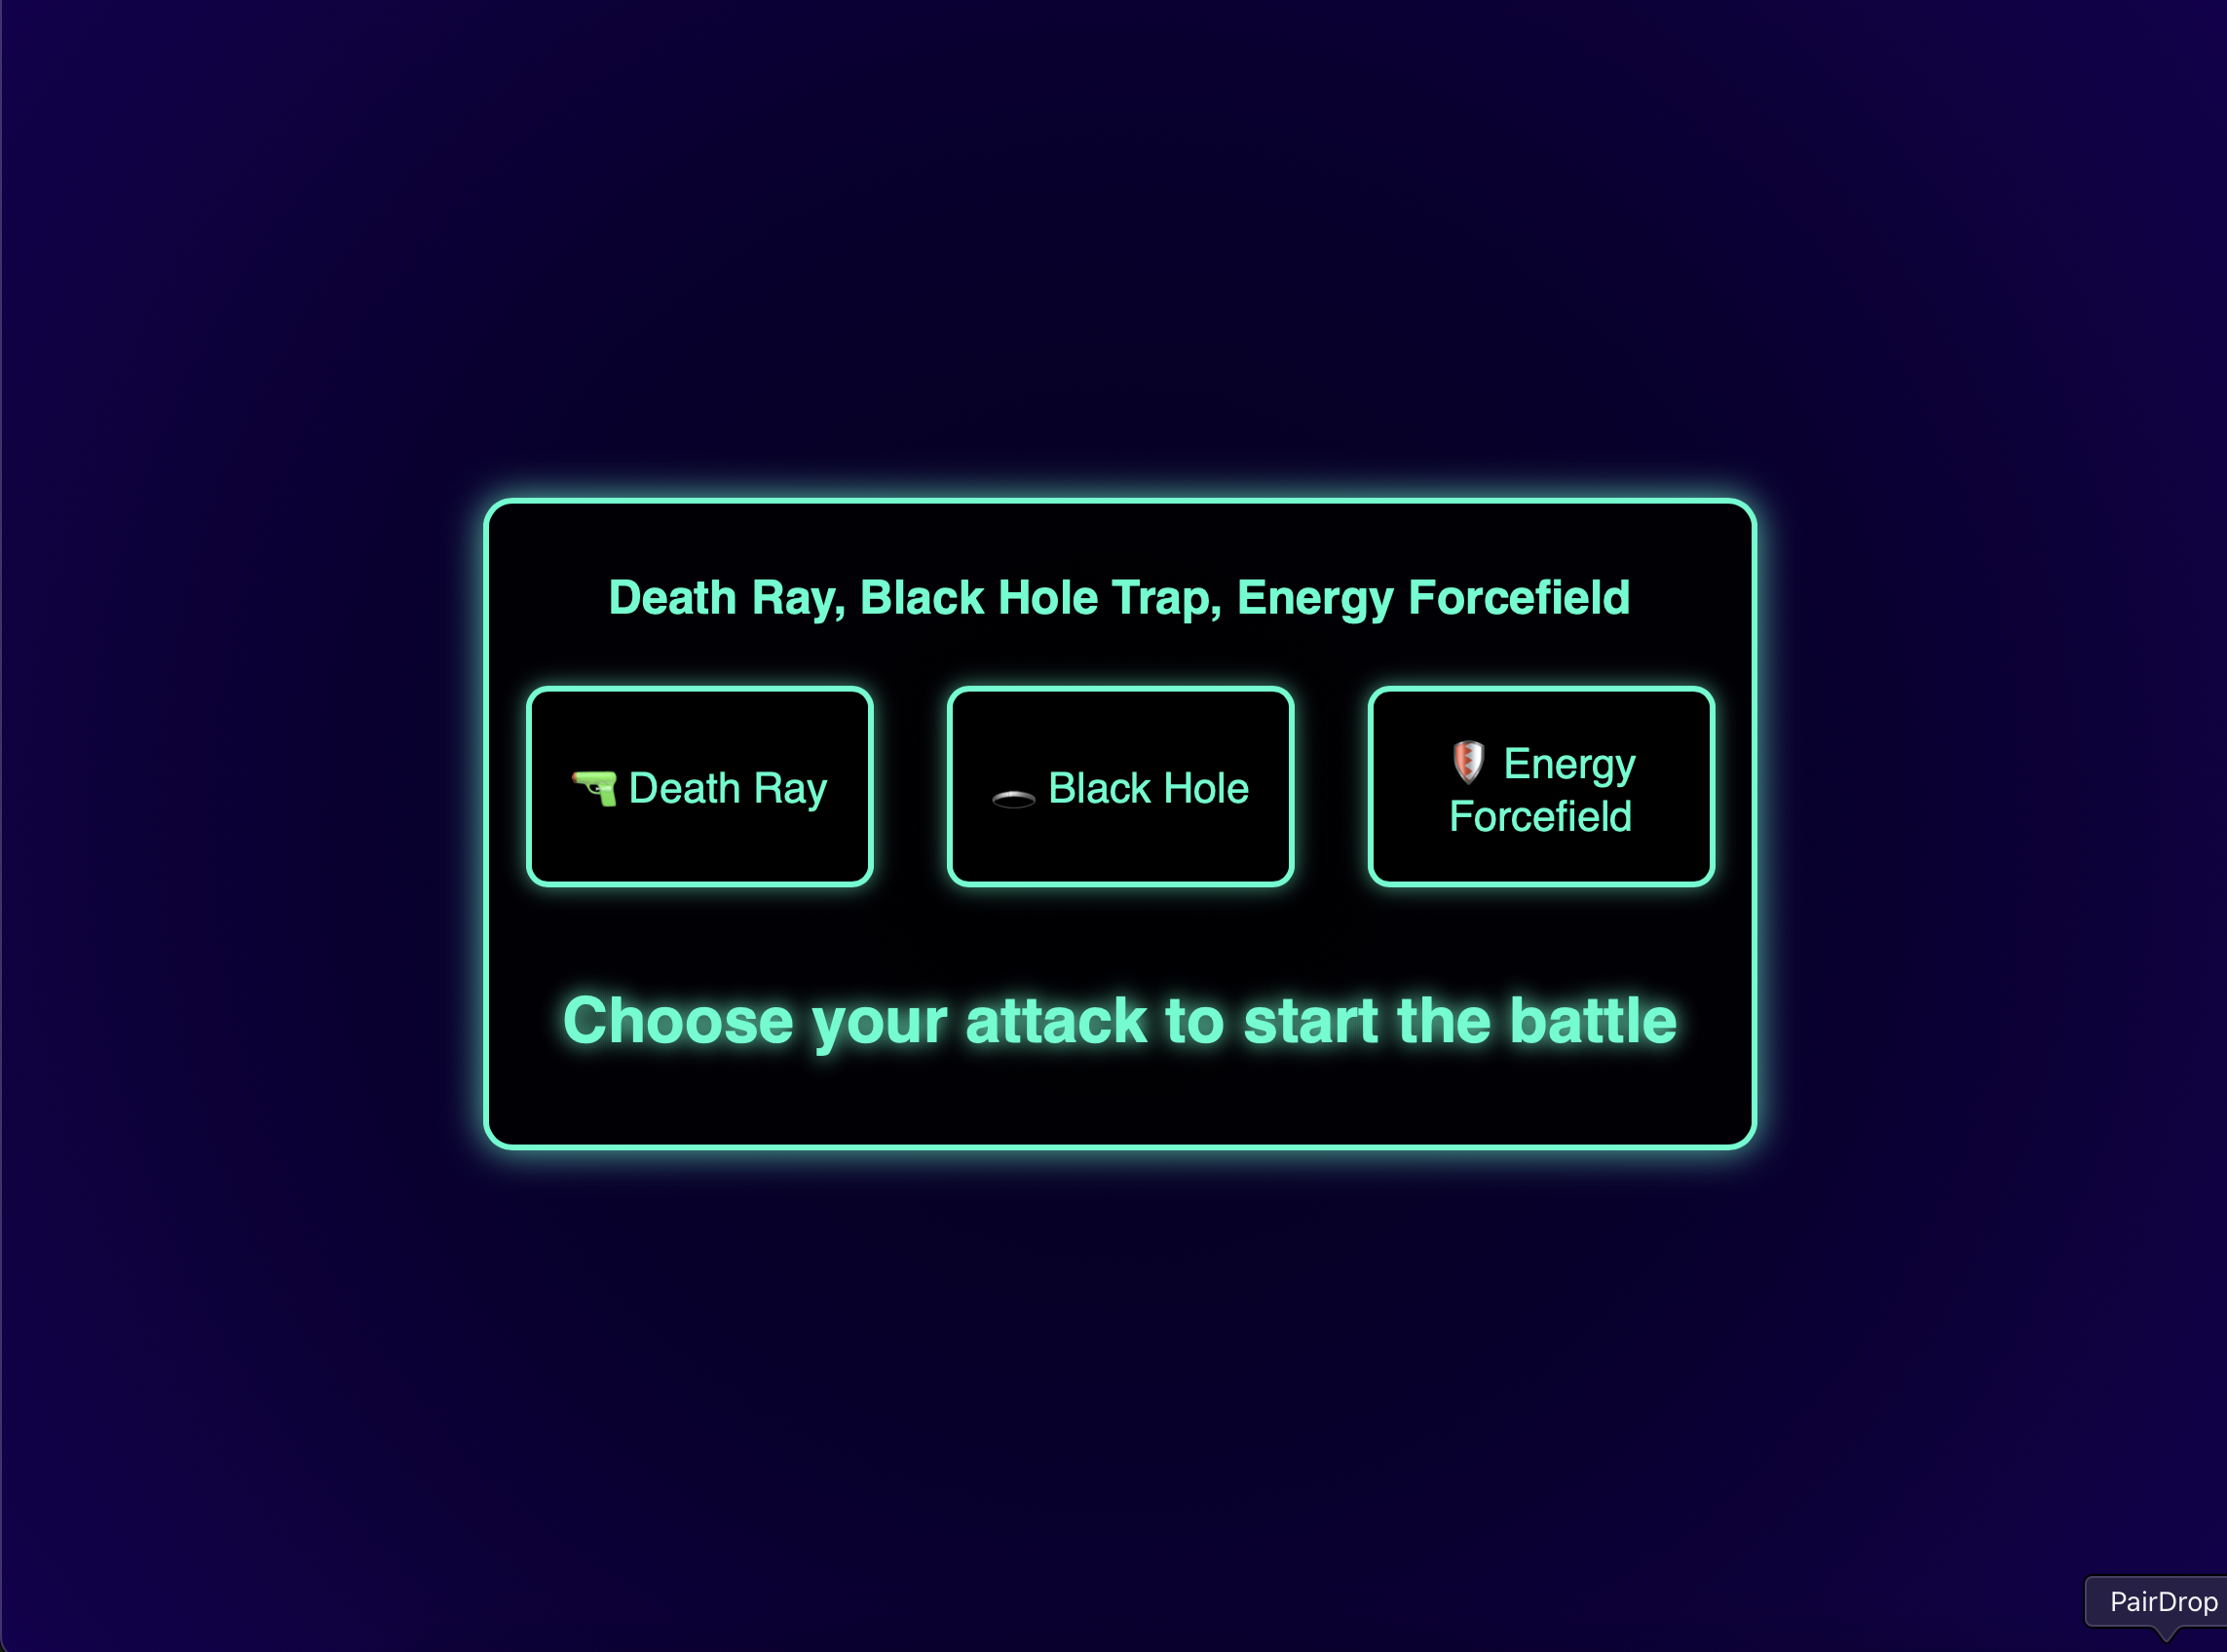 Death Ray, Black Hole Trap, Energy Forcefield
🔫 Death Ray
🕳️ Black Hole
🛡️ Energy
Forcefield
Choose your attack to start the battle
PairDrop